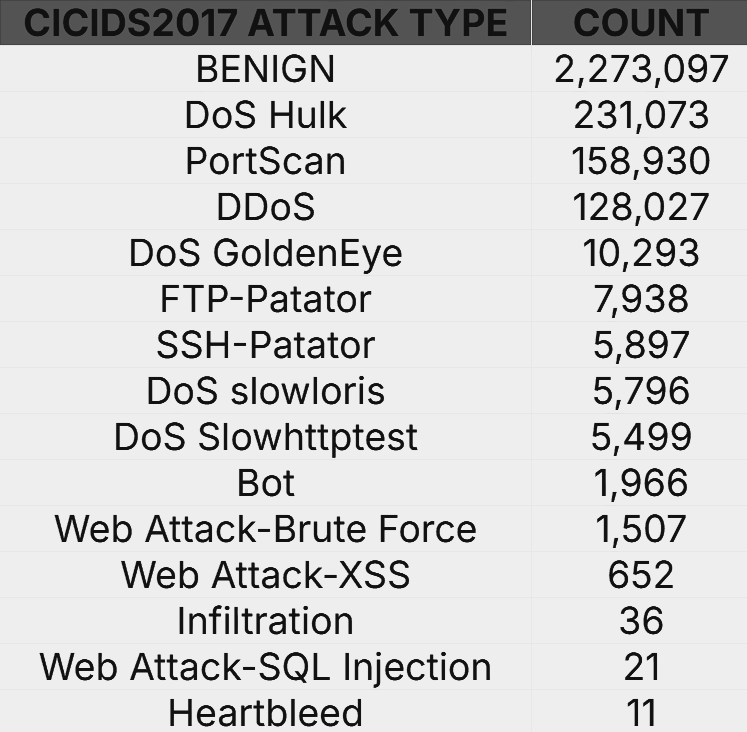 CICIDS2017 ATTACK TYPE COUNT
BENIGN 2,273,097
DoS Hulk 231,073
PortScan 158,930
DDoS 128,027
DoS GoldenEye 10,293
FTP-Patator 7,938
SSH-Patator 5,897
DoS slowloris 5,796
DoS Slowhttptest 5,499
Bot 1,966
Web Attack-Brute Force 1,507
Web Attack-XSS 652
Infiltration 36
Web Attack-SQL Injection 21
Heartbleed 11